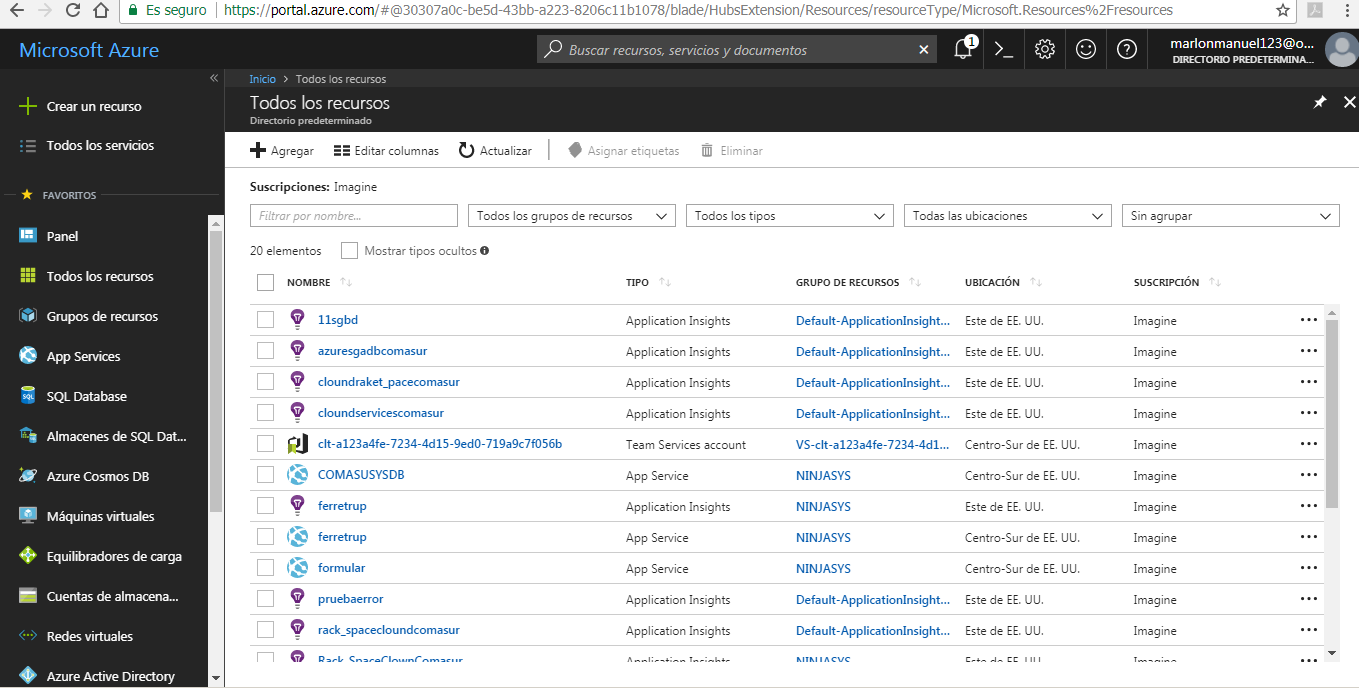 Es seguro https://portal.azure.com/#@30307a0c-be5d-43bb-a223-8206c11b1078/blade/HubsExtension/Resources/resourceType/Microsoft.Resources%2Fresources
Microsoft Azure
Buscar recursos, servicios y documentos
1
marlonmanuel123@o...
DIRECTORIO PREDETERMINA...
Crear un recurso
Todos los servicios
FAVORITOS
Panel
Todos los recursos
Grupos de recursos
App Services
SQL Database
Almacenes de SQL Dat...
Azure Cosmos DB
Máquinas virtuales
Equilibradores de carga
Cuentas de almacena...
Redes virtuales
Azure Active Directory
Inicio > Todos los recursos
Todos los recursos
Directorio predeterminado
Agregar Editar columnas Actualizar Asignar etiquetas Eliminar
Suscripciones: Imagine
Filtrar por nombre... Todos los grupos de recursos Todos los tipos Todas las ubicaciones Sin agrupar
20 elementos Mostrar tipos ocultos
NOMBRE TIPO GRUPO DE RECURSOS UBICACIÓN SUSCRIPCIÓN
11sgbd Application Insights Default-ApplicationInsight... Este de EE. UU. Imagine
azuresgadbcomasur Application Insights Default-ApplicationInsight... Este de EE. UU. Imagine
cloundraket_pacecomasur Application Insights Default-ApplicationInsight... Este de EE. UU. Imagine
cloundservicescomasur Application Insights Default-ApplicationInsight... Este de EE. UU. Imagine
clt-a123a4fe-7234-4d15-9ed0-719a9c7f056b Team Services account VS-clt-a123a4fe-7234-4d1... Centro-Sur de EE. UU. Imagine
COMASUSYSDB App Service NINJASYS Centro-Sur de EE. UU. Imagine
ferretrup Application Insights NINJASYS Este de EE. UU. Imagine
ferretrup App Service NINJASYS Centro-Sur de EE. UU. Imagine
formular App Service NINJASYS Centro-Sur de EE. UU. Imagine
pruebaerror Application Insights Default-ApplicationInsight... Este de EE. UU. Imagine
rack_spacecloundcomasur Application Insights Default-ApplicationInsight... Este de EE. UU. Imagine
Rack_SpaceClownComasur Application Insights Default-ApplicationInsight... Este de EE. UU. Imagine